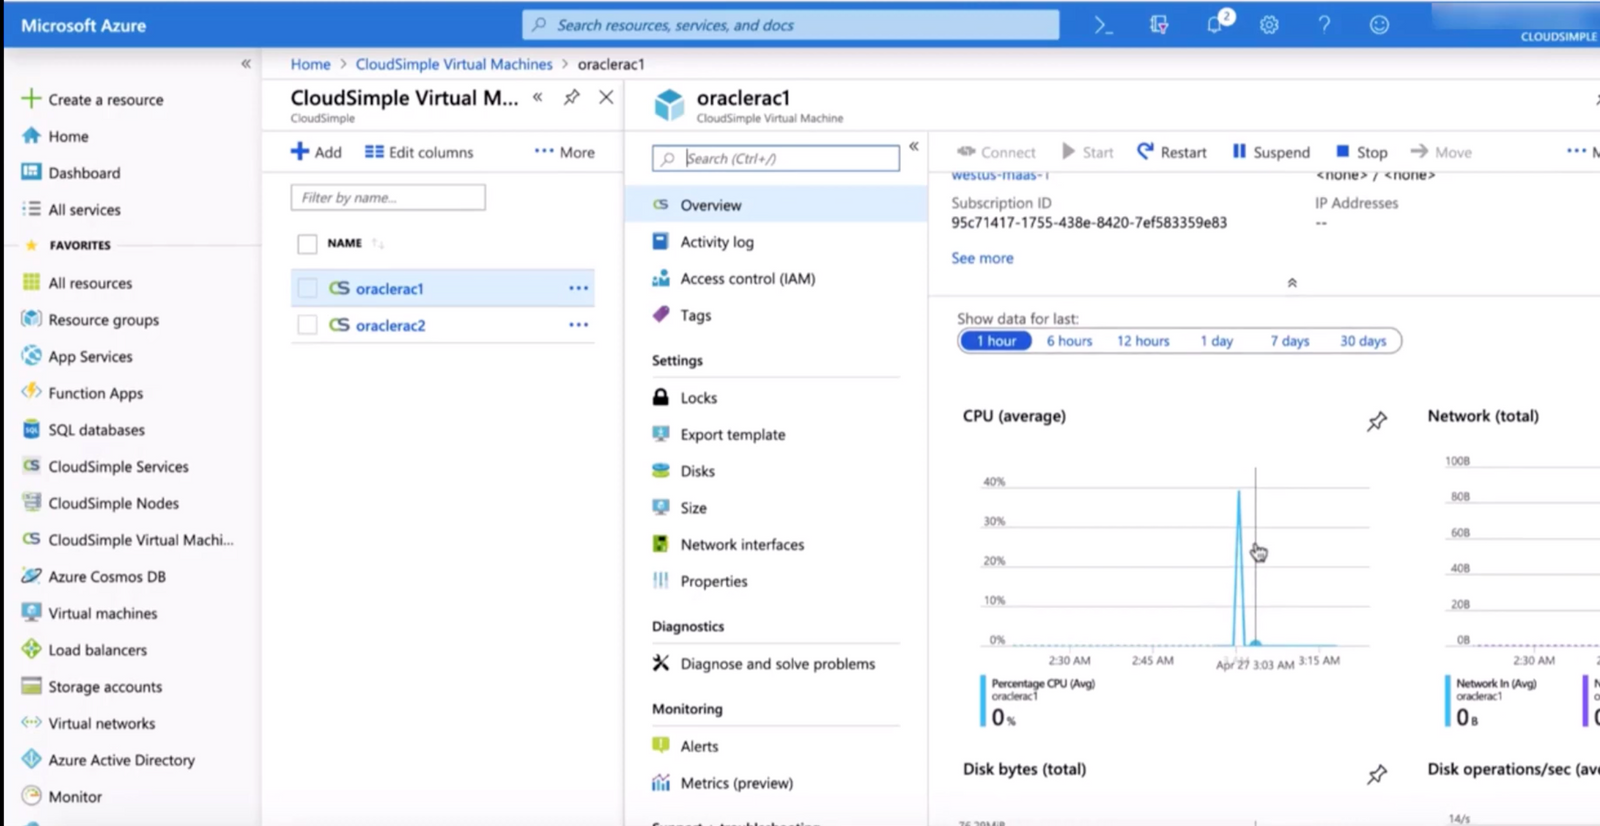 Microsoft Azure
Search resources, services, and docs
2
CLOUDSIMPLE
Home > CloudSimple Virtual Machines > oraclerac1
Create a resource
Home
Dashboard
All services
FAVORITES
All resources
Resource groups
App Services
Function Apps
SQL databases
CloudSimple Services
CloudSimple Nodes
CloudSimple Virtual Machi...
Azure Cosmos DB
Virtual machines
Load balancers
Storage accounts
Virtual networks
Azure Active Directory
Monitor
CloudSimple Virtual M...
CloudSimple
Add Edit columns More
Filter by name...
NAME
oraclerac1
oraclerac2
oraclerac1
CloudSimple Virtual Machine
Search (Ctrl+/)
Overview
Activity log
Access control (IAM)
Tags
Settings
Locks
Export template
Disks
Size
Network interfaces
Properties
Diagnostics
Diagnose and solve problems
Monitoring
Alerts
Metrics (preview)
Connect Start Restart Suspend Stop Move
westus-maas-1 <none> / <none>
Subscription ID IP Addresses
95c71417-1755-438e-8420-7ef583359e83 --
See more
Show data for last:
1 hour 6 hours 12 hours 1 day 7 days 30 days
CPU (average)
40%
30%
20%
10%
0%
2:30 AM 2:45 AM Apr 27 3:03 AM 3:15 AM
Percentage CPU (Avg)
oraclerac1
0%
Network (total)
100B
80B
60B
40B
20B
0B
2:30 AM
Network In (Avg)
oraclerac1
0B
Disk bytes (total)
Disk operations/sec (av
14/s